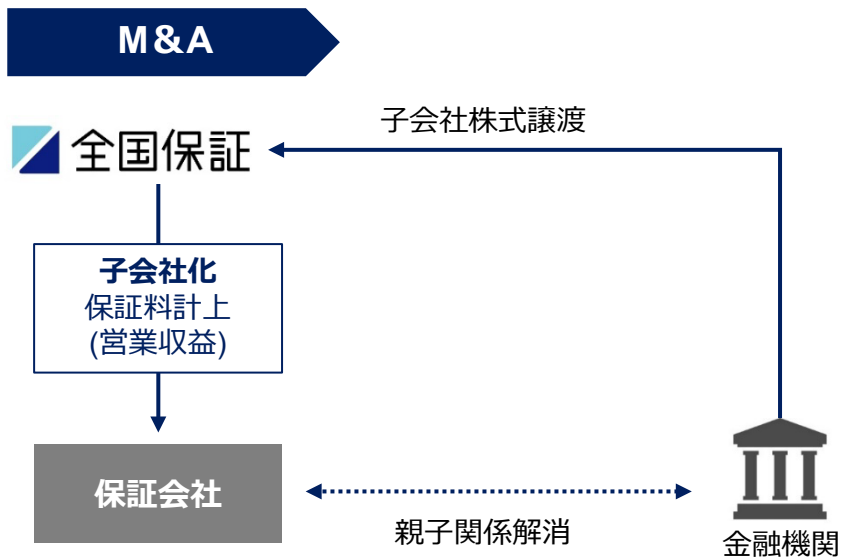 M&A
子会社株式譲渡
全国保証
子会社化
保証料計上
(営業収益)
保証会社
親子関係解消
金融機関